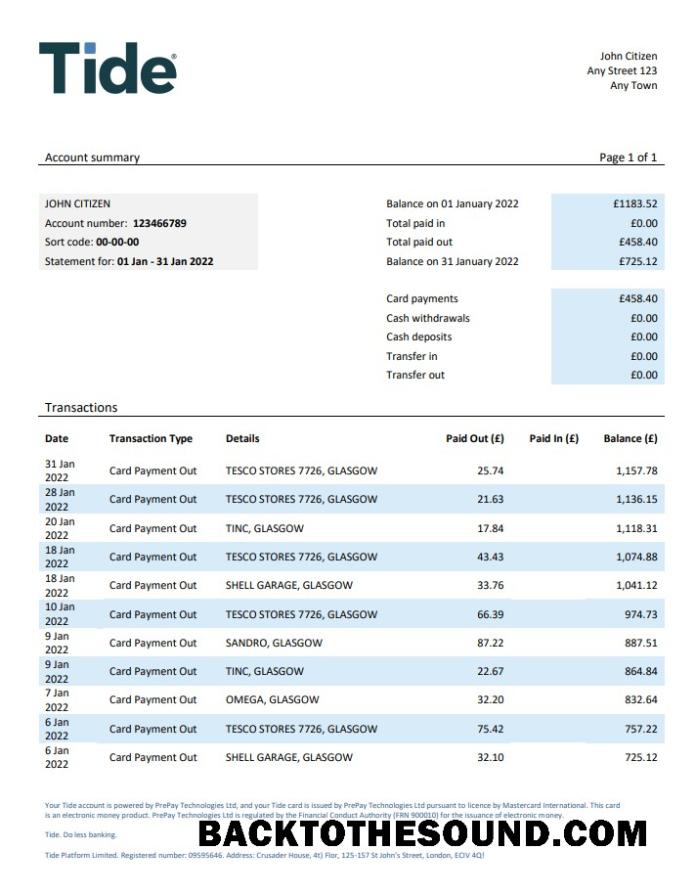 Tide®
John Citizen
Any Street 123
Any Town
Account summary Page 1 of 1
JOHN CITIZEN
Account number: 123466789
Sort code: 00-00-00
Statement for: 01 Jan - 31 Jan 2022
Balance on 01 January 2022 £1183.52
Total paid in £0.00
Total paid out £458.40
Balance on 31 January 2022 £725.12
Card payments £458.40
Cash withdrawals £0.00
Cash deposits £0.00
Transfer in £0.00
Transfer out £0.00
Transactions
Date Transaction Type Details Paid Out (£) Paid In (£) Balance (£)
31 Jan 2022 Card Payment Out TESCO STORES 7726, GLASGOW 25.74 1,157.78
28 Jan 2022 Card Payment Out TESCO STORES 7726, GLASGOW 21.63 1,136.15
20 Jan 2022 Card Payment Out TINC, GLASGOW 17.84 1,118.31
18 Jan 2022 Card Payment Out TESCO STORES 7726, GLASGOW 43.43 1,074.88
18 Jan 2022 Card Payment Out SHELL GARAGE, GLASGOW 33.76 1,041.12
10 Jan 2022 Card Payment Out TESCO STORES 7726, GLASGOW 66.39 974.73
9 Jan 2022 Card Payment Out SANDRO, GLASGOW 87.22 887.51
9 Jan 2022 Card Payment Out TINC, GLASGOW 22.67 864.84
7 Jan 2022 Card Payment Out OMEGA, GLASGOW 32.20 832.64
6 Jan 2022 Card Payment Out TESCO STORES 7726, GLASGOW 75.42 757.22
6 Jan 2022 Card Payment Out SHELL GARAGE, GLASGOW 32.10 725.12
Your Tide account is powered by PrePay Technologies Ltd, and your Tide card is issued by PrePay Technologies Ltd pursuant to licence by Mastercard International. This card
is an electronic money product. PrePay Technologies Ltd is regulated by the Financial Conduct Authority (FRN 900010) for the issuance of electronic money.
Tide. Do less banking.
BACKTOTHESOUND.COM
Tide Platform Limited. Registered number: 09595646. Address: Crusader House, 4t) Flor, 125-157 St John's Street, London, ECIV 4Q!